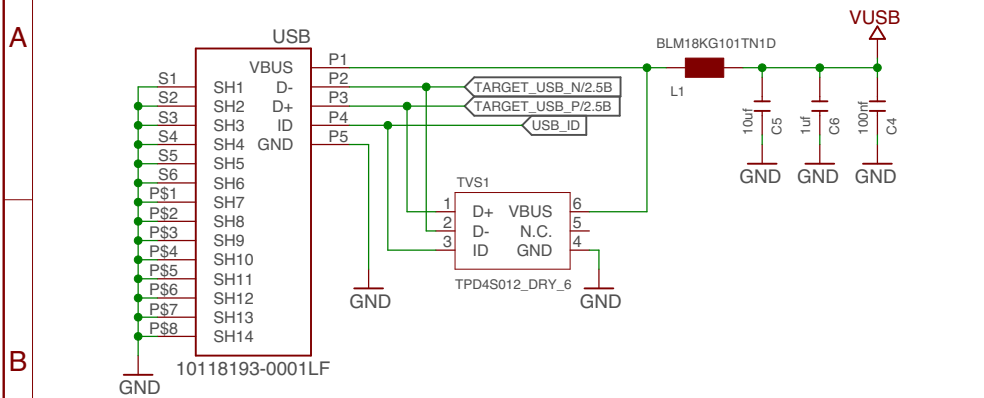 A
USB
VUSB
BLM18KG101TN1D
L1
VBUS P1
S1 SH1 D- P2 TARGET_USB_N/2.5B
S2 SH2 D+ P3 TARGET_USB_P/2.5B
S3 SH3 ID P4 USB_ID
S4 SH4 GND P5
S5 SH5
S6 SH6
P$1 SH7
P$2 SH8
P$3 SH9
P$4 SH10
P$5 SH11
P$6 SH12
P$7 SH13
P$8 SH14
10118193-0001LF
GND
GND
10uf C5
1uf C6
100nf C4
GND GND GND
TVS1
1 D+ VBUS 6
2 D- N.C. 5
3 ID GND 4
TPD4S012_DRY_6
GND
B